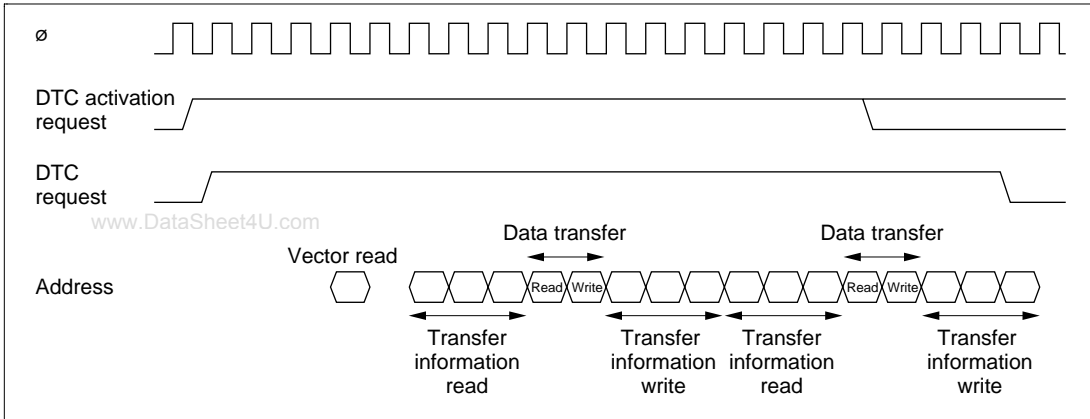 ø
DTC activation
request
DTC
request
www.DataSheet4U.com
Data transfer
Data transfer
Vector read
Address
Read
Write
Read
Write
Transfer
information
read
Transfer
information
write
Transfer
information
read
Transfer
information
write